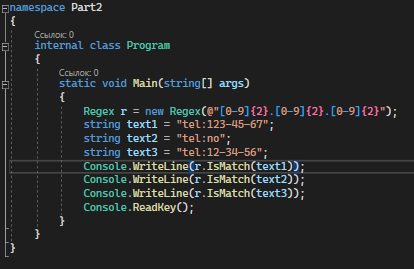 namespace Part2
{
Ссылок: 0
internal class Program
{
Ссылок: 0
static void Main(string[] args)
{
Regex r = new Regex(@"[0-9]{2}.[0-9]{2}.[0-9]{2}");
string text1 = "tel:123-45-67";
string text2 = "tel:no";
string text3 = "tel:12-34-56";
Console.WriteLine(r.IsMatch(text1));
Console.WriteLine(r.IsMatch(text2));
Console.WriteLine(r.IsMatch(text3));
Console.ReadKey();
}
}
}